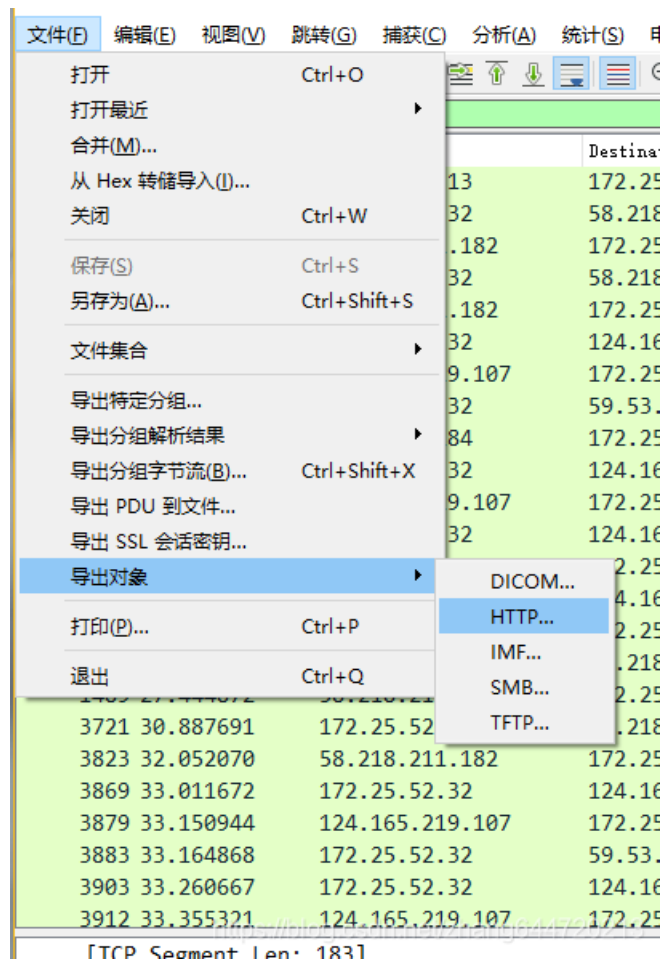 文件(F) 编辑(E) 视图(V) 跳转(G) 捕获(C) 分析(A) 统计(S)
打开 Ctrl+O
打开最近
合并(M)...
从 Hex 转储导入(I)...
关闭 Ctrl+W
保存(S) Ctrl+S
另存为(A)... Ctrl+Shift+S
文件集合
导出特定分组...
导出分组解析结果
导出分组字节流(B)... Ctrl+Shift+X
导出 PDU 到文件...
导出 SSL 会话密钥...
导出对象
打印(P)... Ctrl+P
退出 Ctrl+Q
DICOM...
HTTP...
IMF...
SMB...
TFTP...
Destina
13 172.25
32 58.218
.182 172.25
32 58.218
.182 172.25
32 124.16
9.107 172.25
32 59.53.
84 172.25
32 124.16
9.107 172.25
32 124.16
2.25
4.16
2.25
.218
2.25
3721 30.887691 172.25.52 .218
3823 32.052070 58.218.211.182 172.25
3869 33.011672 172.25.52.32 124.16
3879 33.150944 124.165.219.107 172.25
3883 33.164868 172.25.52.32 59.53.
3903 33.260667 172.25.52.32 124.16
3912 33.355321 124.165.219.107 172.25
[TCP Segment Len: 183]